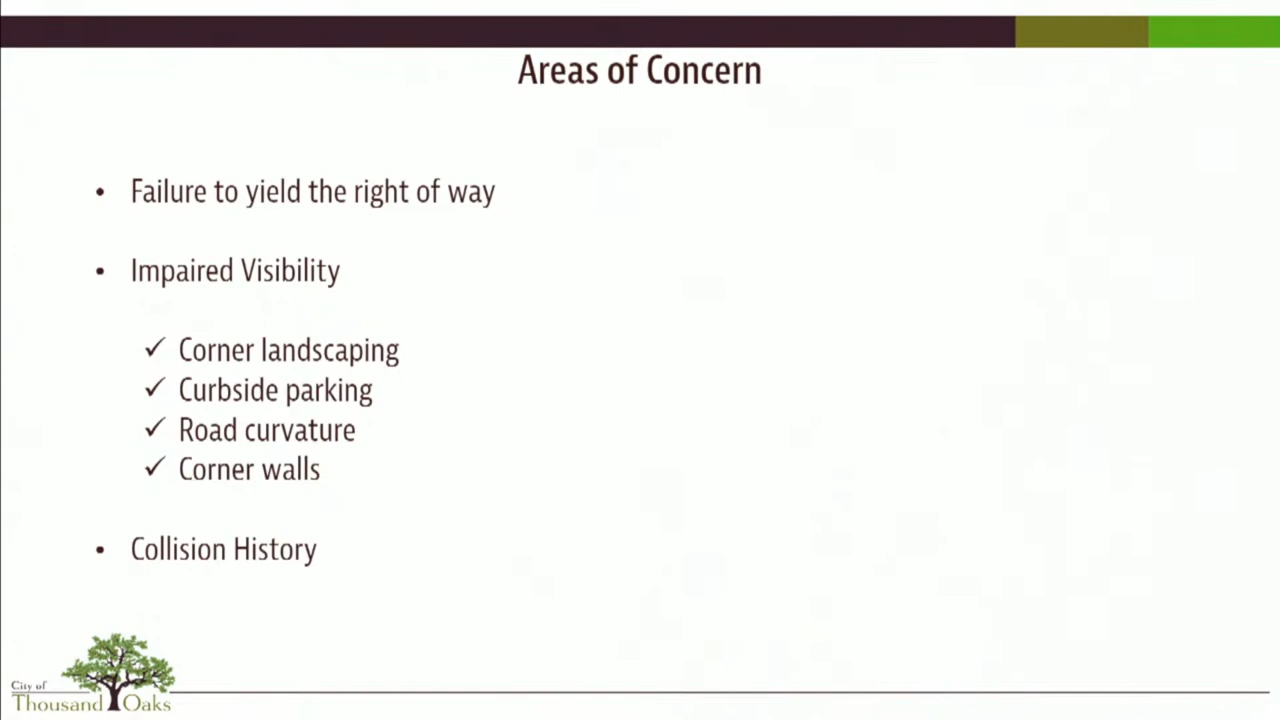 Areas of Concern
• Failure to yield the right of way
• Impaired Visibility
✓ Corner landscaping
✓ Curbside parking
✓ Road curvature
✓ Corner walls
• Collision History
City of
Thousand Oaks